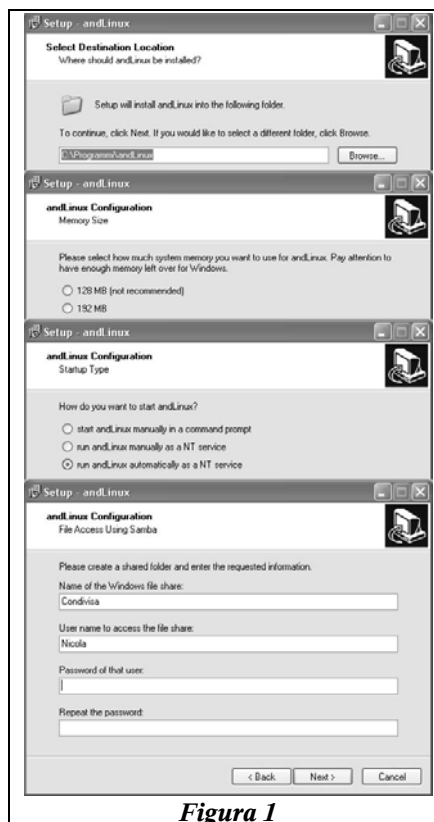 Setup - andLinux
Select Destination Location
Where should andLinux be installed?
Setup will install andLinux into the following folder.
To continue, click Next. If you would like to select a different folder, click Browse.
C:\Programmi\andLinux
Browse...
Setup - andLinux
andLinux Configuration
Memory Size
Please select how much system memory you want to use for andLinux. Pay attention to
have enough memory left over for Windows.
128 MB (not recommended)
192 MB
Setup - andLinux
andLinux Configuration
Startup Type
How do you want to start andLinux?
start andLinux manually in a command prompt
run andLinux manually as a NT service
run andLinux automatically as a NT service
Setup - andLinux
andLinux Configuration
File Access Using Samba
Please create a shared folder and enter the requested information.
Name of the Windows file share:
Condivisa
User name to access the file share:
Nicola
Password of that user:
Repeat the password:
< Back Next > Cancel
Figura 1